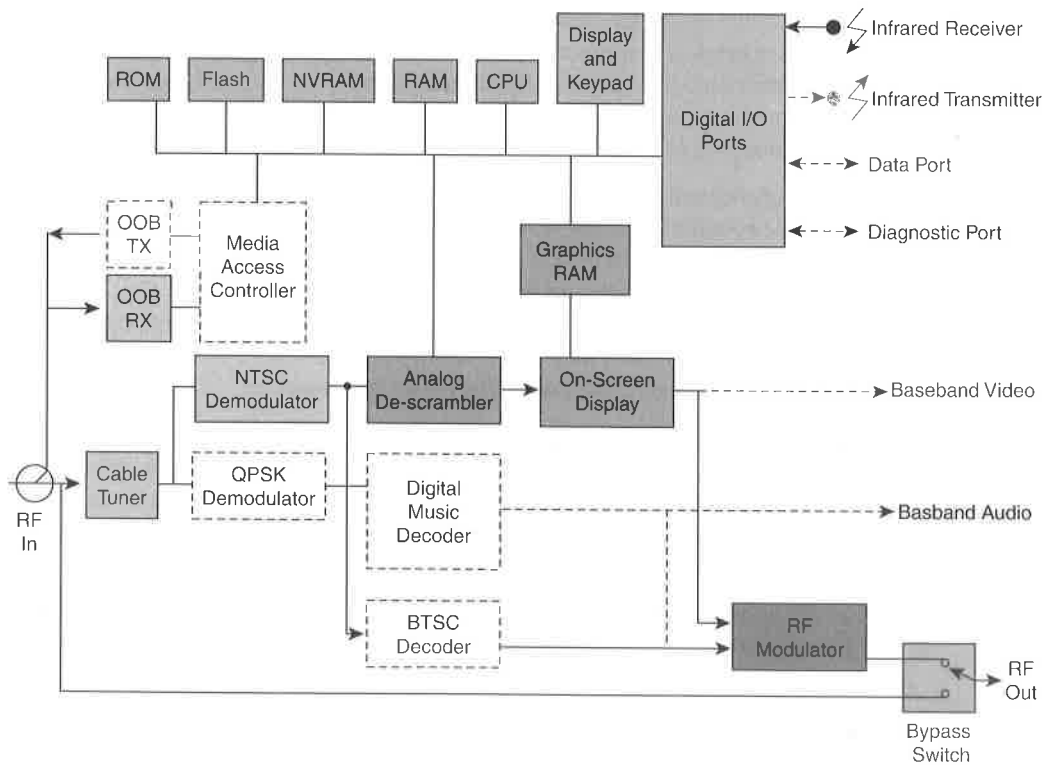 Infrared Receiver
Display
and
Keypad
ROM
Flash
NVRAM
RAM
CPU
Digital I/O
Ports
Infrared Transmitter
Data Port
OOB
TX
Media
Access
Controller
Diagnostic Port
Graphics
RAM
OOB
RX
NTSC
Demodulator
Analog
De-scrambler
On-Screen
Display
Baseband Video
Cable
Tuner
QPSK
Demodulator
Digital
Music
Decoder
RF
In
Basband Audio
BTSC
Decoder
RF
Modulator
RF
Out
Bypass
Switch